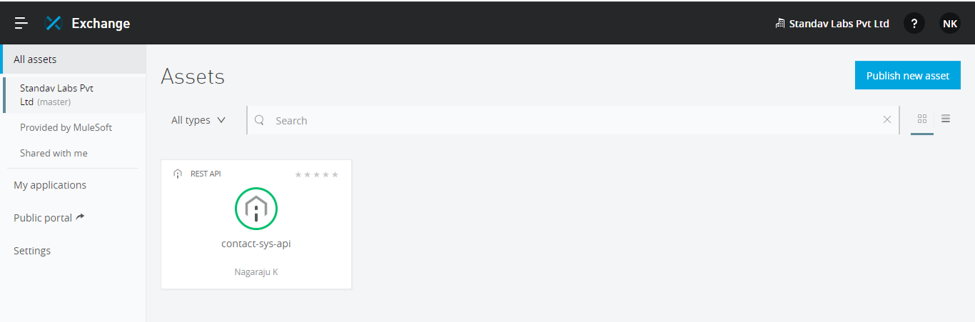 Exchange
Standav Labs Pvt Ltd
?
NK
All assets
Standav Labs Pvt
Ltd (master)
Provided by MuleSoft
Shared with me
My applications
Public portal
Settings
Assets
Publish new asset
All types
Search
REST API
contact-sys-api
Nagaraju K